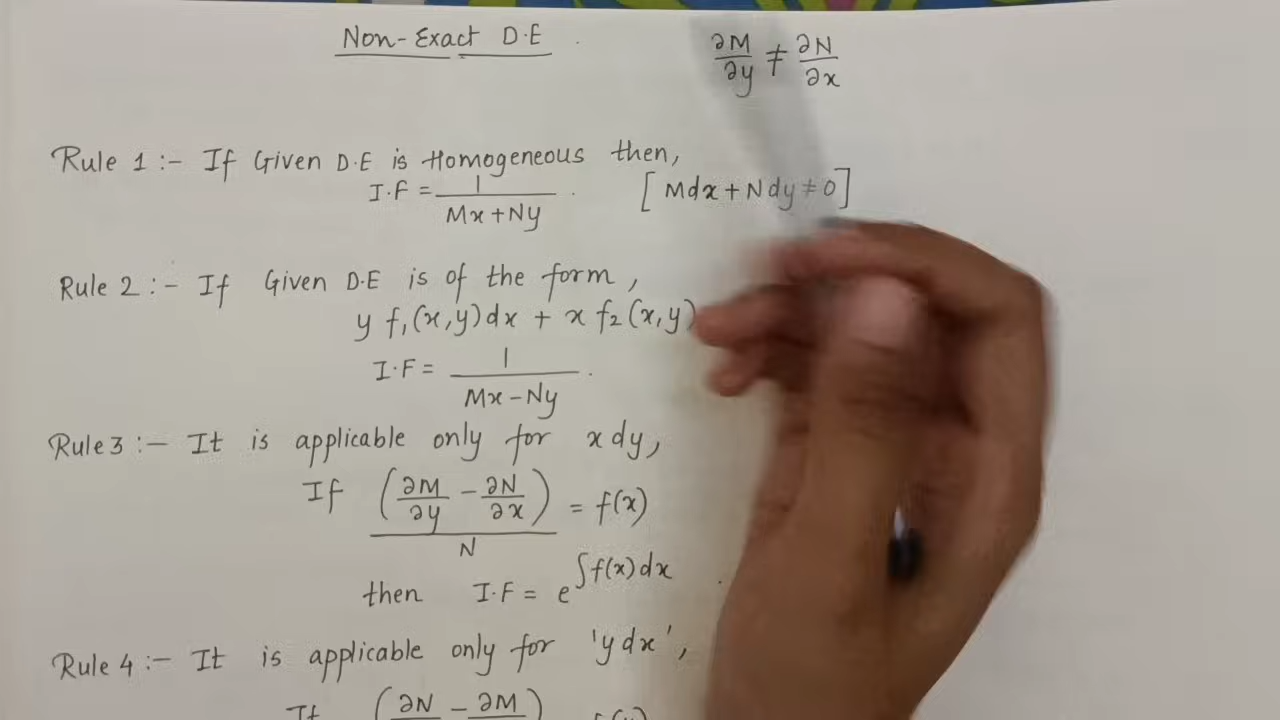 Non-Exact D.E
∂M/∂y ≠ ∂N/∂x
Rule 1 :- If Given D.E is Homogeneous then,
I.F = 1/(Mx+Ny) [Mdx + Ndy ≠ 0]
Rule 2 :- If Given D.E is of the form,
y f₁(x,y)dx + x f₂(x,y)
I.F = 1/(Mx-Ny)
Rule 3 :- It is applicable only for x dy,
If (∂M/∂y - ∂N/∂x)/N = f(x)
then I.F = e^∫f(x)dx
Rule 4 :- It is applicable only for 'ydx',
If (∂N - ∂M)